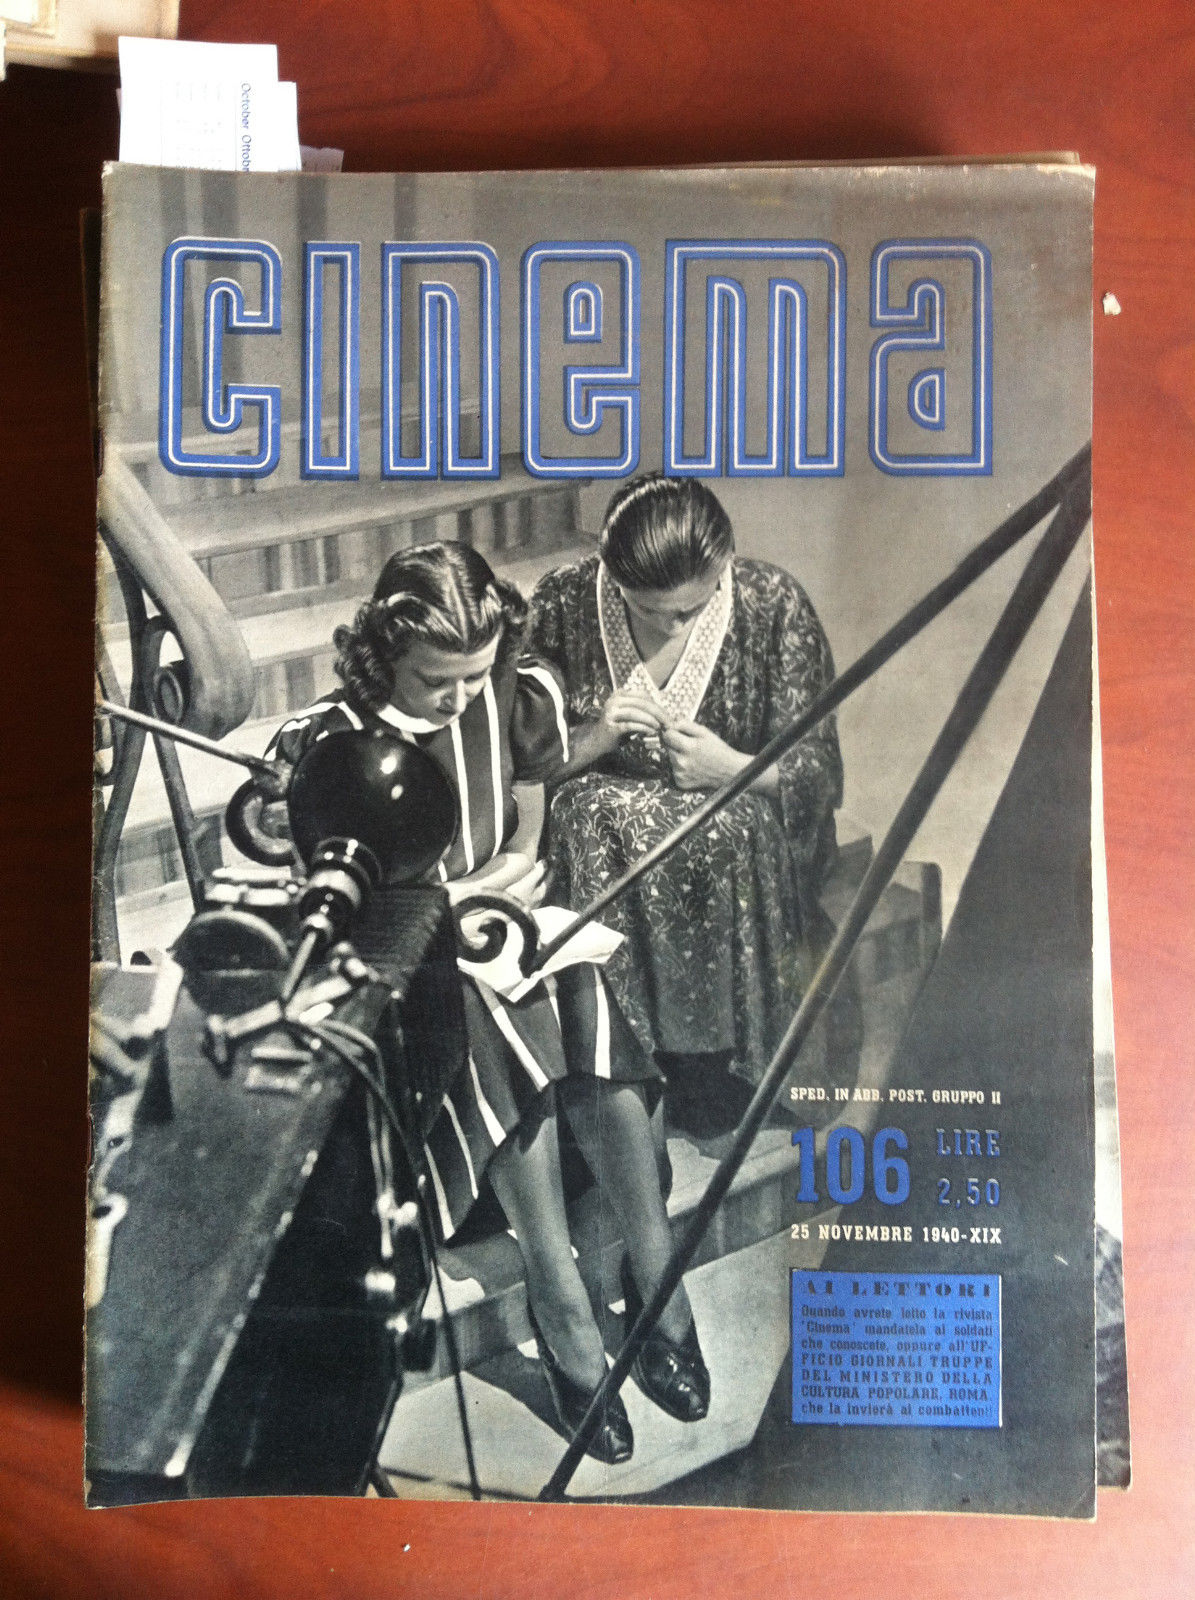 October Ottobre
cinema
SPED. IN ABB. POST. GRUPPO II
106 LIRE
2,50
25 NOVEMBRE 1940-XIX
AI LETTORI
Quando avrete letto la rivista
'Cinema' mandatela ai soldati
che conoscete, oppure all'UF-
FICIO GIORNALI TRUPPE
DEL MINISTERO DELLA
CULTURA POPOLARE, ROMA,
che la invierà ai combattenti